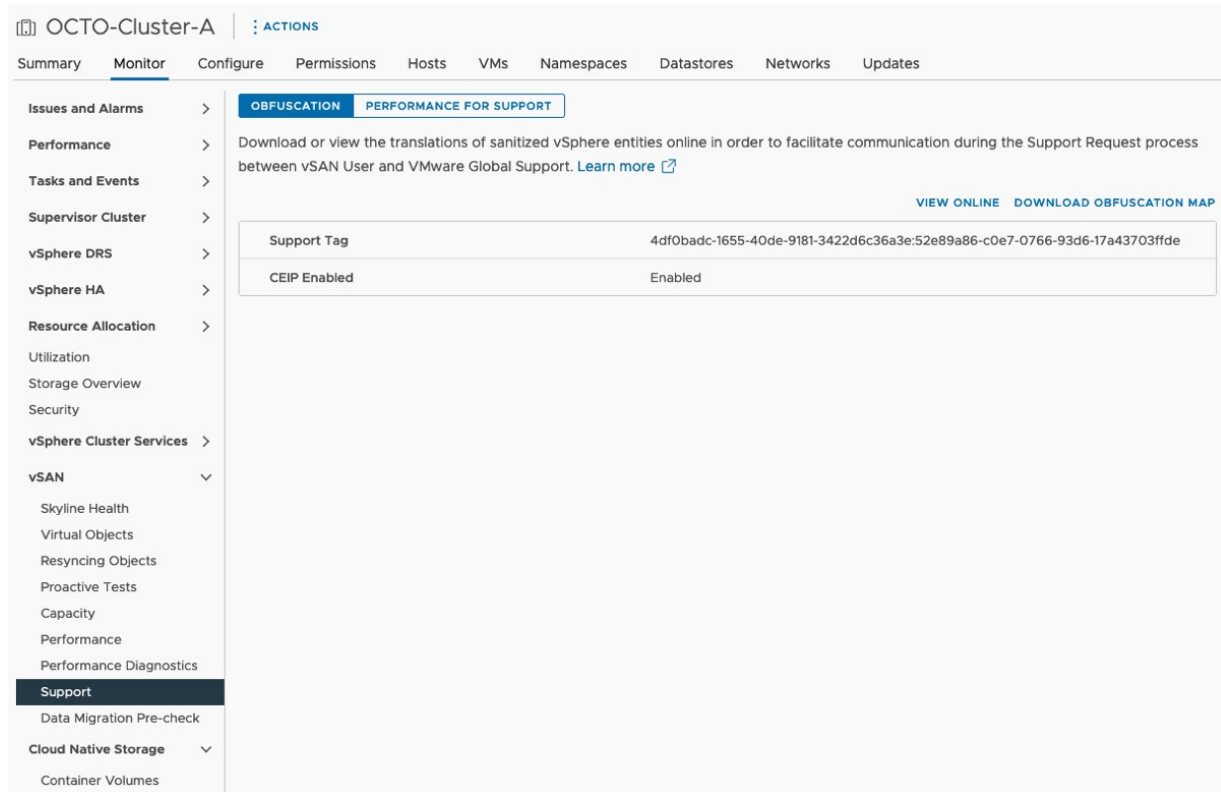 OCTO-Cluster-A
ACTIONS
Summary Monitor Configure Permissions Hosts VMs Namespaces Datastores Networks Updates
Issues and Alarms
Performance
Tasks and Events
Supervisor Cluster
vSphere DRS
vSphere HA
Resource Allocation
Utilization
Storage Overview
Security
vSphere Cluster Services
vSAN
Skyline Health
Virtual Objects
Resyncing Objects
Proactive Tests
Capacity
Performance
Performance Diagnostics
Support
Data Migration Pre-check
Cloud Native Storage
Container Volumes
OBFUSCATION PERFORMANCE FOR SUPPORT
Download or view the translations of sanitized vSphere entities online in order to facilitate communication during the Support Request process
between vSAN User and VMware Global Support. Learn more
VIEW ONLINE DOWNLOAD OBFUSCATION MAP
Support Tag 4df0badc-1655-40de-9181-3422d6c36a3e:52e89a86-c0e7-0766-93d6-17a43703ffde
CEIP Enabled Enabled